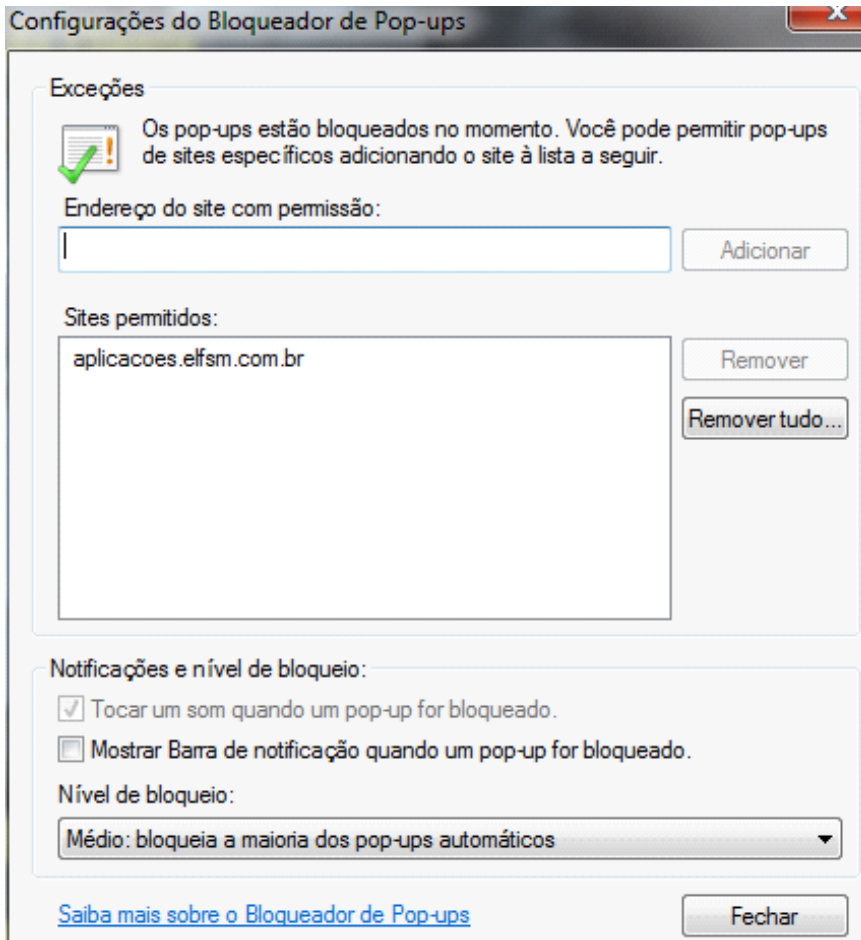 Configurações do Bloqueador de Pop-ups
Exceções
Os pop-ups estão bloqueados no momento. Você pode permitir pop-ups
de sites específicos adicionando o site à lista a seguir.
Endereço do site com permissão:
Adicionar
Sites permitidos:
aplicacoes.elfsm.com.br
Remover
Remover tudo...
Notificações e nível de bloqueio:
Tocar um som quando um pop-up for bloqueado.
Mostrar Barra de notificação quando um pop-up for bloqueado.
Nível de bloqueio:
Médio: bloqueia a maioria dos pop-ups automáticos
Saiba mais sobre o Bloqueador de Pop-ups
Fechar